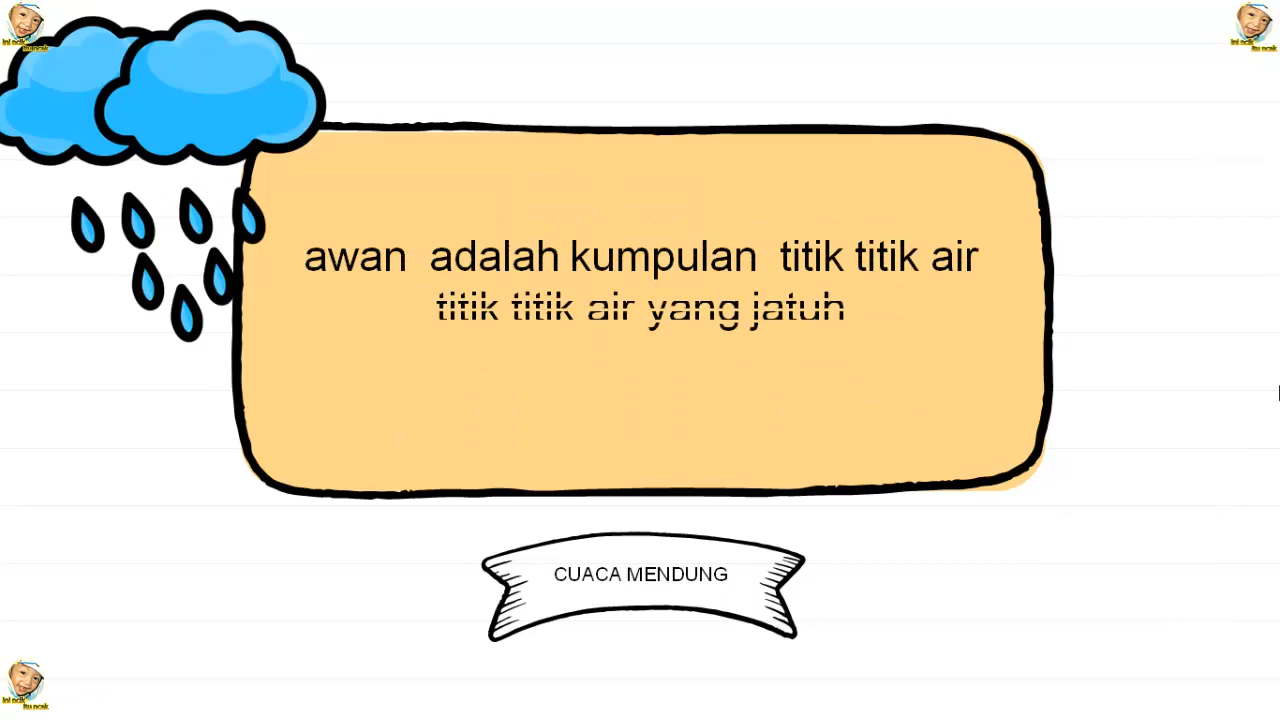 awan adalah kumpulan titik titik air
titik titik air yang jatuh
CUACA MENDUNG